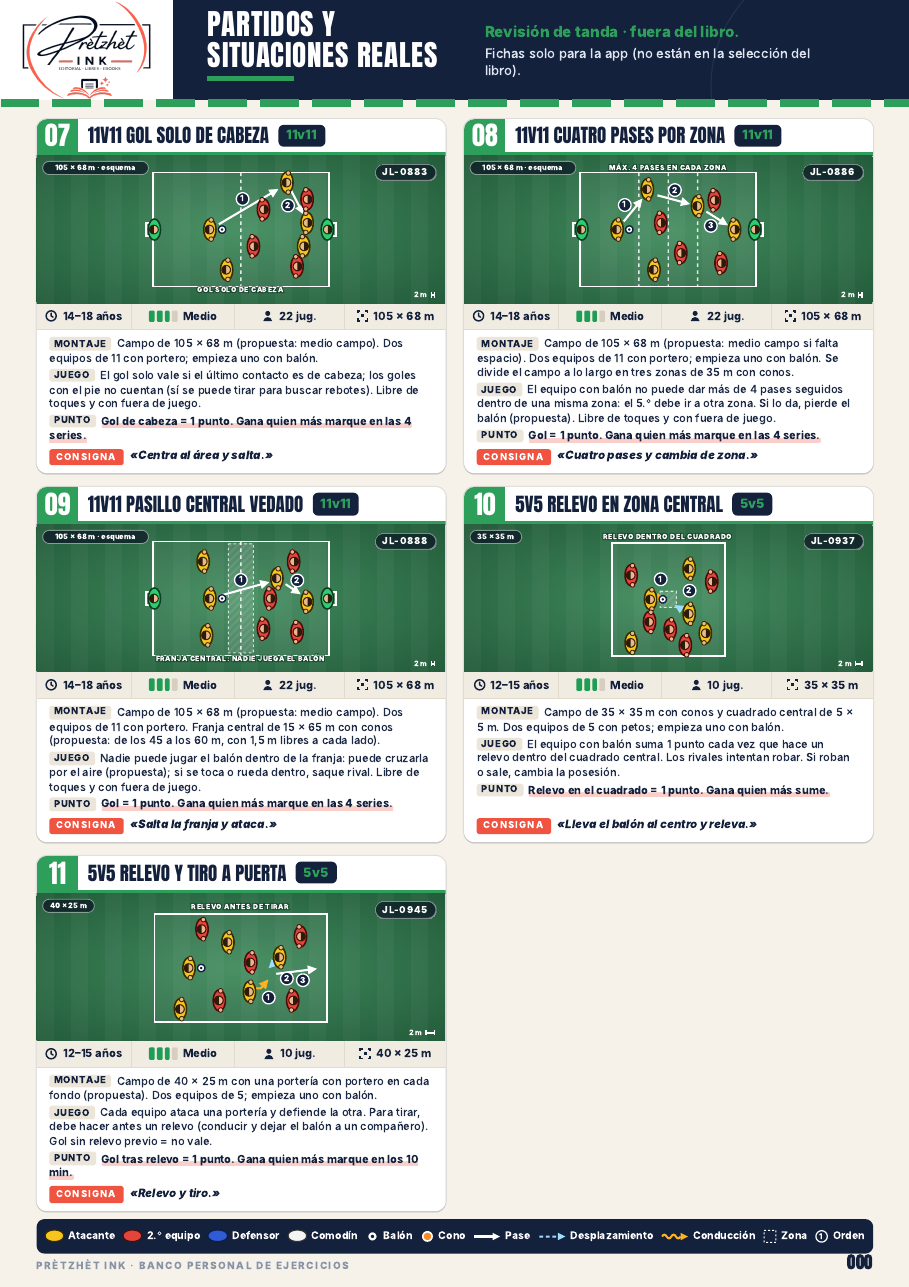 Prètzhèt
INK
EDITORIAL · LIBROS · EBOOKS
PARTIDOS Y
SITUACIONES REALES
Revisión de tanda · fuera del libro.
Fichas solo para la app (no están en la selección del
libro).
07 11V11 GOL SOLO DE CABEZA 11v11
105 × 68 m · esquema
JL-0883
1
2
GOL SOLO DE CABEZA
2 m
14–18 años Medio 22 jug. 105 × 68 m
MONTAJE Campo de 105 × 68 m (propuesta: medio campo). Dos
equipos de 11 con portero; empieza uno con balón.
JUEGO El gol solo vale si el último contacto es de cabeza; los goles
con el pie no cuentan (sí se puede tirar para buscar rebotes). Libre de
toques y con fuera de juego.
PUNTO Gol de cabeza = 1 punto. Gana quien más marque en las 4
series.
CONSIGNA «Centra al área y salta.»
08 11V11 CUATRO PASES POR ZONA 11v11
105 × 68 m · esquema
MÁX. 4 PASES EN CADA ZONA
JL-0886
1
2
3
2 m
14–18 años Medio 22 jug. 105 × 68 m
MONTAJE Campo de 105 × 68 m (propuesta: medio campo si falta
espacio). Dos equipos de 11 con portero; empieza uno con balón. Se
divide el campo a lo largo en tres zonas de 35 m con conos.
JUEGO El equipo con balón no puede dar más de 4 pases seguidos
dentro de una misma zona: el 5.º debe ir a otra zona. Si lo da, pierde el
balón (propuesta). Libre de toques y con fuera de juego.
PUNTO Gol = 1 punto. Gana quien más marque en las 4 series.
CONSIGNA «Cuatro pases y cambia de zona.»
09 11V11 PASILLO CENTRAL VEDADO 11v11
105 × 68 m · esquema
JL-0888
1
2
FRANJA CENTRAL: NADIE JUEGA EL BALÓN
2 m
14–18 años Medio 22 jug. 105 × 68 m
MONTAJE Campo de 105 × 68 m (propuesta: medio campo). Dos
equipos de 11 con portero. Franja central de 15 × 65 m con conos
(propuesta: de los 45 a los 60 m, con 1,5 m libres a cada lado).
JUEGO Nadie puede jugar el balón dentro de la franja: puede cruzarla
por el aire (propuesta); si se toca o rueda dentro, saque rival. Libre de
toques y con fuera de juego.
PUNTO Gol = 1 punto. Gana quien más marque en las 4 series.
CONSIGNA «Salta la franja y ataca.»
10 5V5 RELEVO EN ZONA CENTRAL 5v5
35 × 35 m
RELEVO DENTRO DEL CUADRADO
JL-0937
1
2
2 m
12–15 años Medio 10 jug. 35 × 35 m
MONTAJE Campo de 35 × 35 m con conos y cuadrado central de 5 ×
5 m. Dos equipos de 5 con petos; empieza uno con balón.
JUEGO El equipo con balón suma 1 punto cada vez que hace un
relevo dentro del cuadrado central. Los rivales intentan robar. Si roban
o sale, cambia la posesión.
PUNTO Relevo en el cuadrado = 1 punto. Gana quien más sume.
CONSIGNA «Lleva el balón al centro y releva.»
11 5V5 RELEVO Y TIRO A PUERTA 5v5
40 × 25 m
RELEVO ANTES DE TIRAR
JL-0945
1
2
3
2 m
12–15 años Medio 10 jug. 40 × 25 m
MONTAJE Campo de 40 × 25 m con una portería con portero en cada
fondo (propuesta). Dos equipos de 5; empieza uno con balón.
JUEGO Cada equipo ataca una portería y defiende la otra. Para tirar,
debe hacer antes un relevo (conducir y dejar el balón a un compañero).
Gol sin relevo previo = no vale.
PUNTO Gol tras relevo = 1 punto. Gana quien más marque en los 10
min.
CONSIGNA «Relevo y tiro.»
Atacante 2.º equipo Defensor Comodín Balón Cono Pase Desplazamiento Conducción Zona 1 Orden
PRÈTZHÈT INK · BANCO PERSONAL DE EJERCICIOS
000